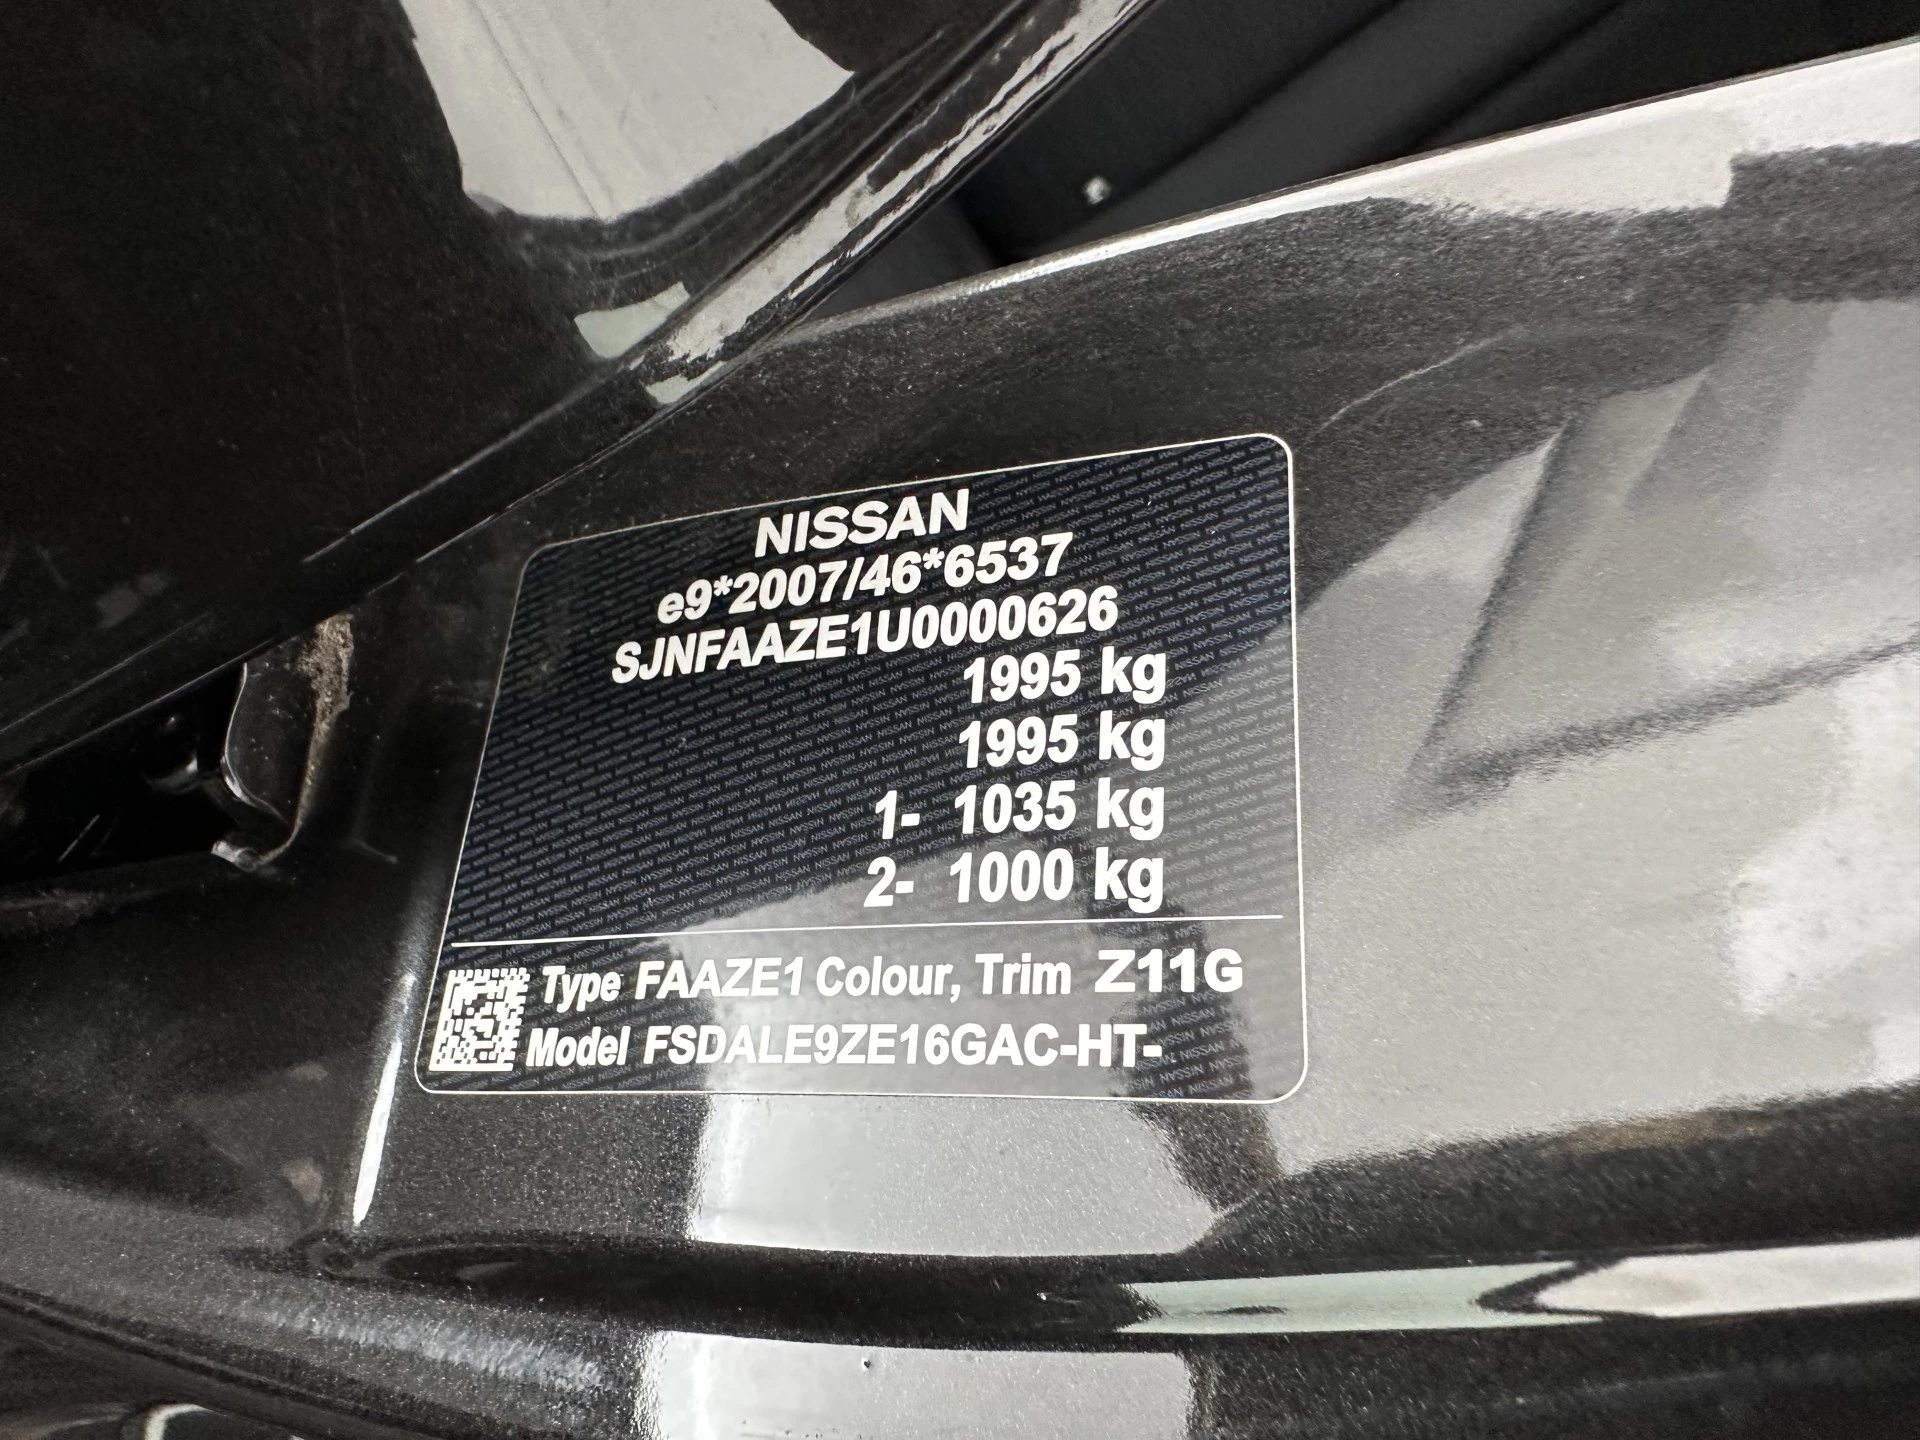 NISSAN
e9*2007/46*6537
SJNFAAZE1U0000626
1995 kg
1995 kg
1- 1035 kg
2- 1000 kg
Type FAAZE1 Colour, Trim Z11G
Model FSDALE9ZE16GAC-HT-